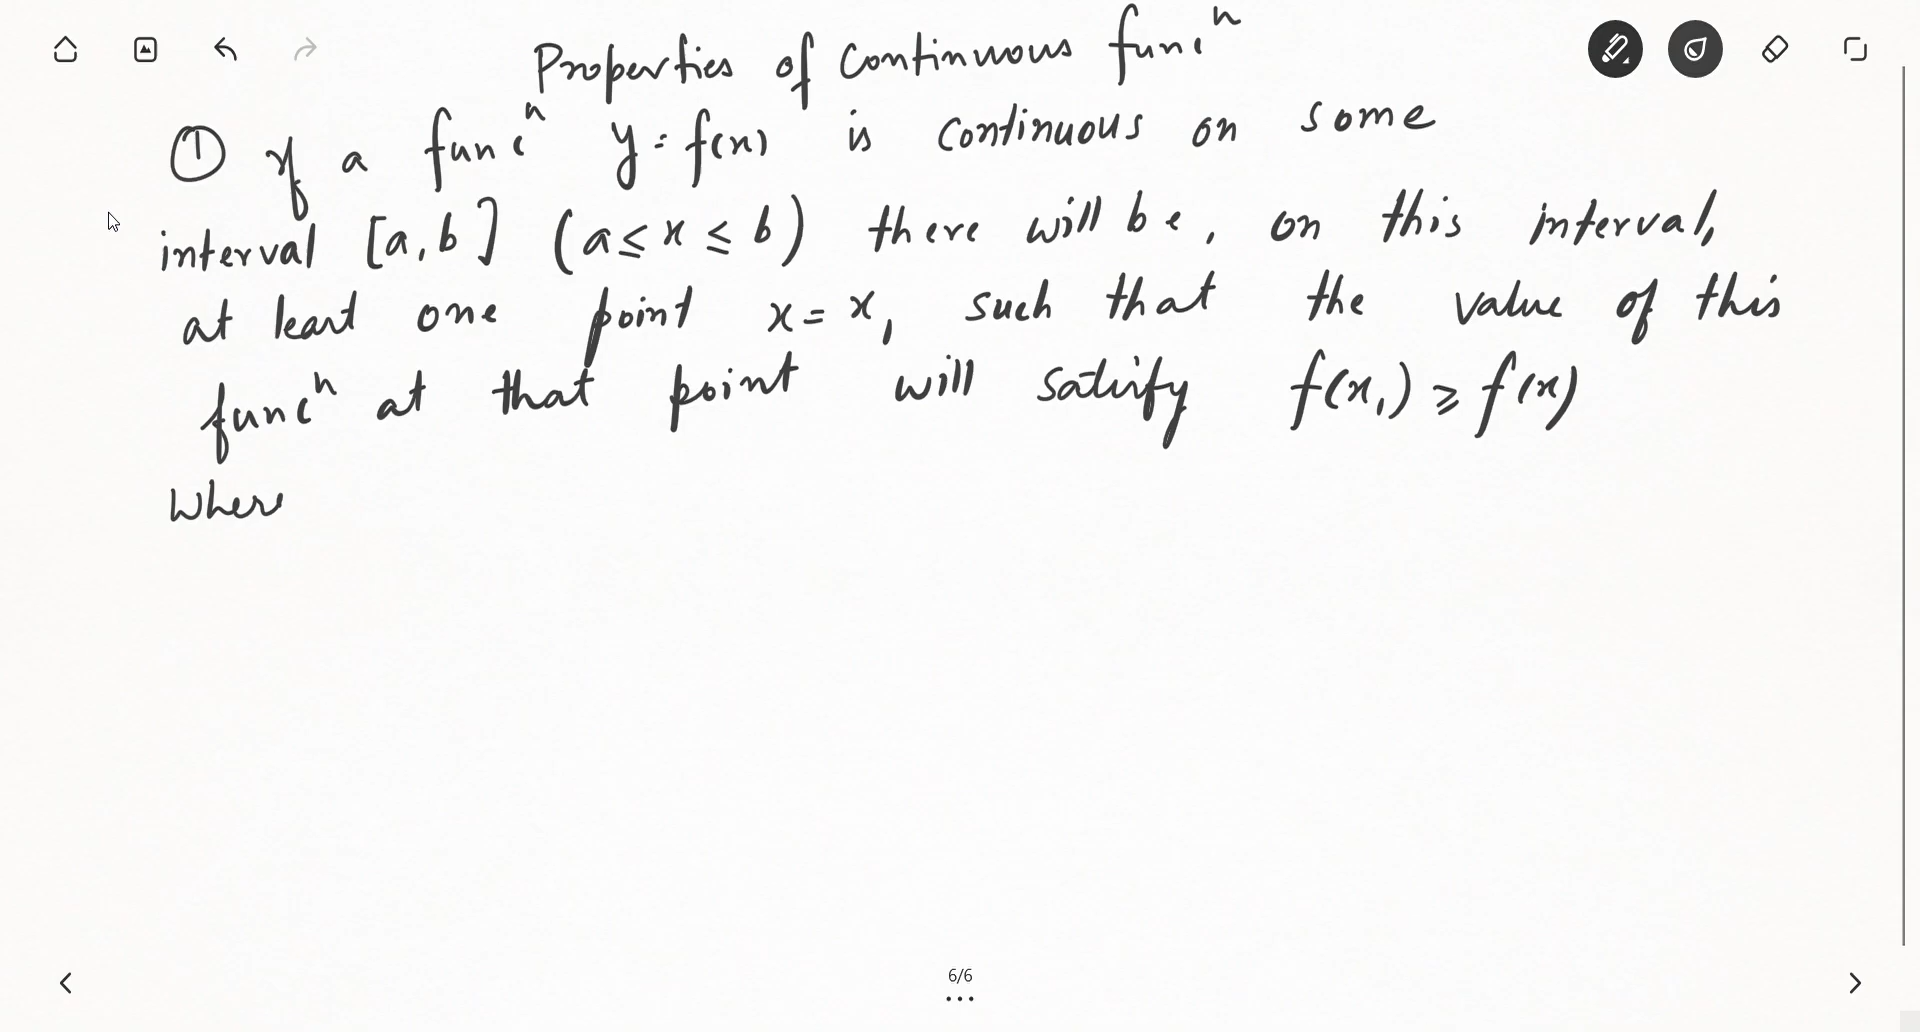 Properties of Continuous funcⁿ
① If a funcⁿ y = f(x) is continuous on some
interval [a, b] (a ≤ x ≤ b) there will be, on this interval,
at least one point x = x₁ such that the value of this
funcⁿ at that point will satisfy f(x₁) ≥ f(x)
Where
6/6